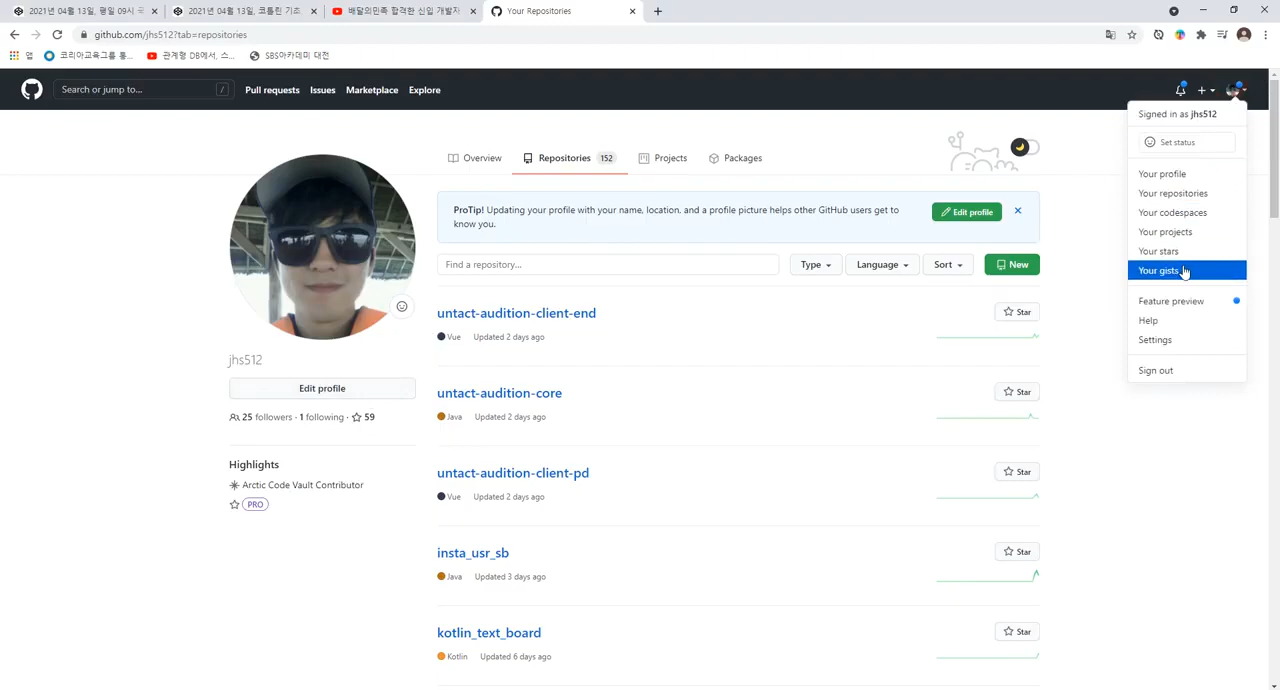 2021년 04월 13일, 평일 09시 국
2021년 04월 13일, 코틀린 기초
배달의민족 합격한 신입 개발자
Your Repositories
github.com/jhs512?tab=repositories
앱
코리아교육그룹 통...
관계형 DB에서, 스...
SBS아카데미 대전
Search or jump to...
/
Pull requests
Issues
Marketplace
Explore
Signed in as jhs512
Set status
Your profile
Your repositories
Your codespaces
Your projects
Your stars
Your gists
Feature preview
Help
Settings
Sign out
Overview
Repositories 152
Projects
Packages
ProTip! Updating your profile with your name, location, and a profile picture helps other GitHub users get to
know you.
Edit profile
Find a repository...
Type
Language
Sort
New
jhs512
Edit profile
25 followers · 1 following · 59
Highlights
Arctic Code Vault Contributor
PRO
untact-audition-client-end
Star
Vue Updated 2 days ago
untact-audition-core
Star
Java Updated 2 days ago
untact-audition-client-pd
Star
Vue Updated 2 days ago
insta_usr_sb
Star
Java Updated 3 days ago
kotlin_text_board
Star
Kotlin Updated 6 days ago